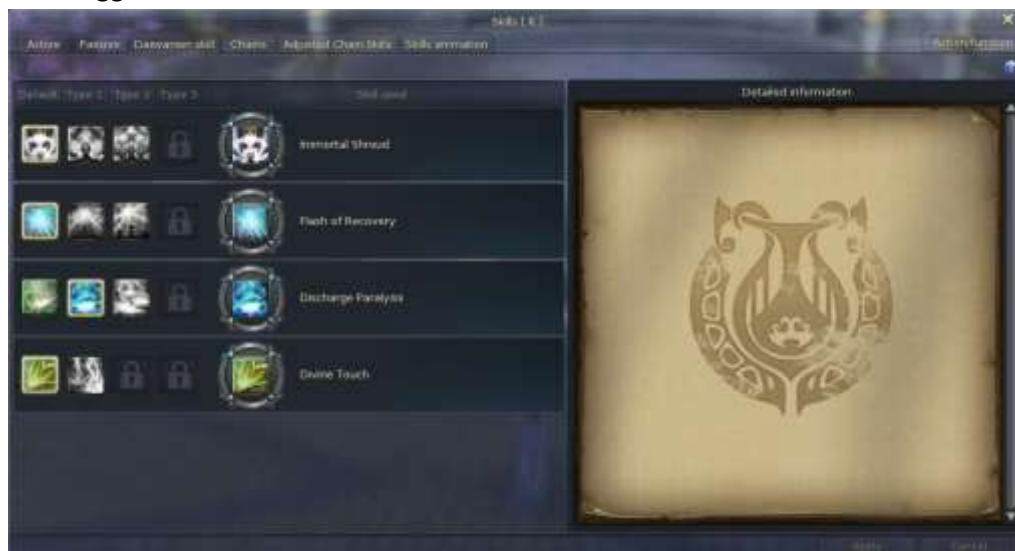 Skills [ K ]
Active Passive Daevanion skill Chains Adjusted Chain Skills Skills animation
Default Type 1 Type 2 Type 3 Skill used
Detailed information
Immortal Shroud
Flash of Recovery
Discharge Paralysis
Divine Touch
Apply Cancel